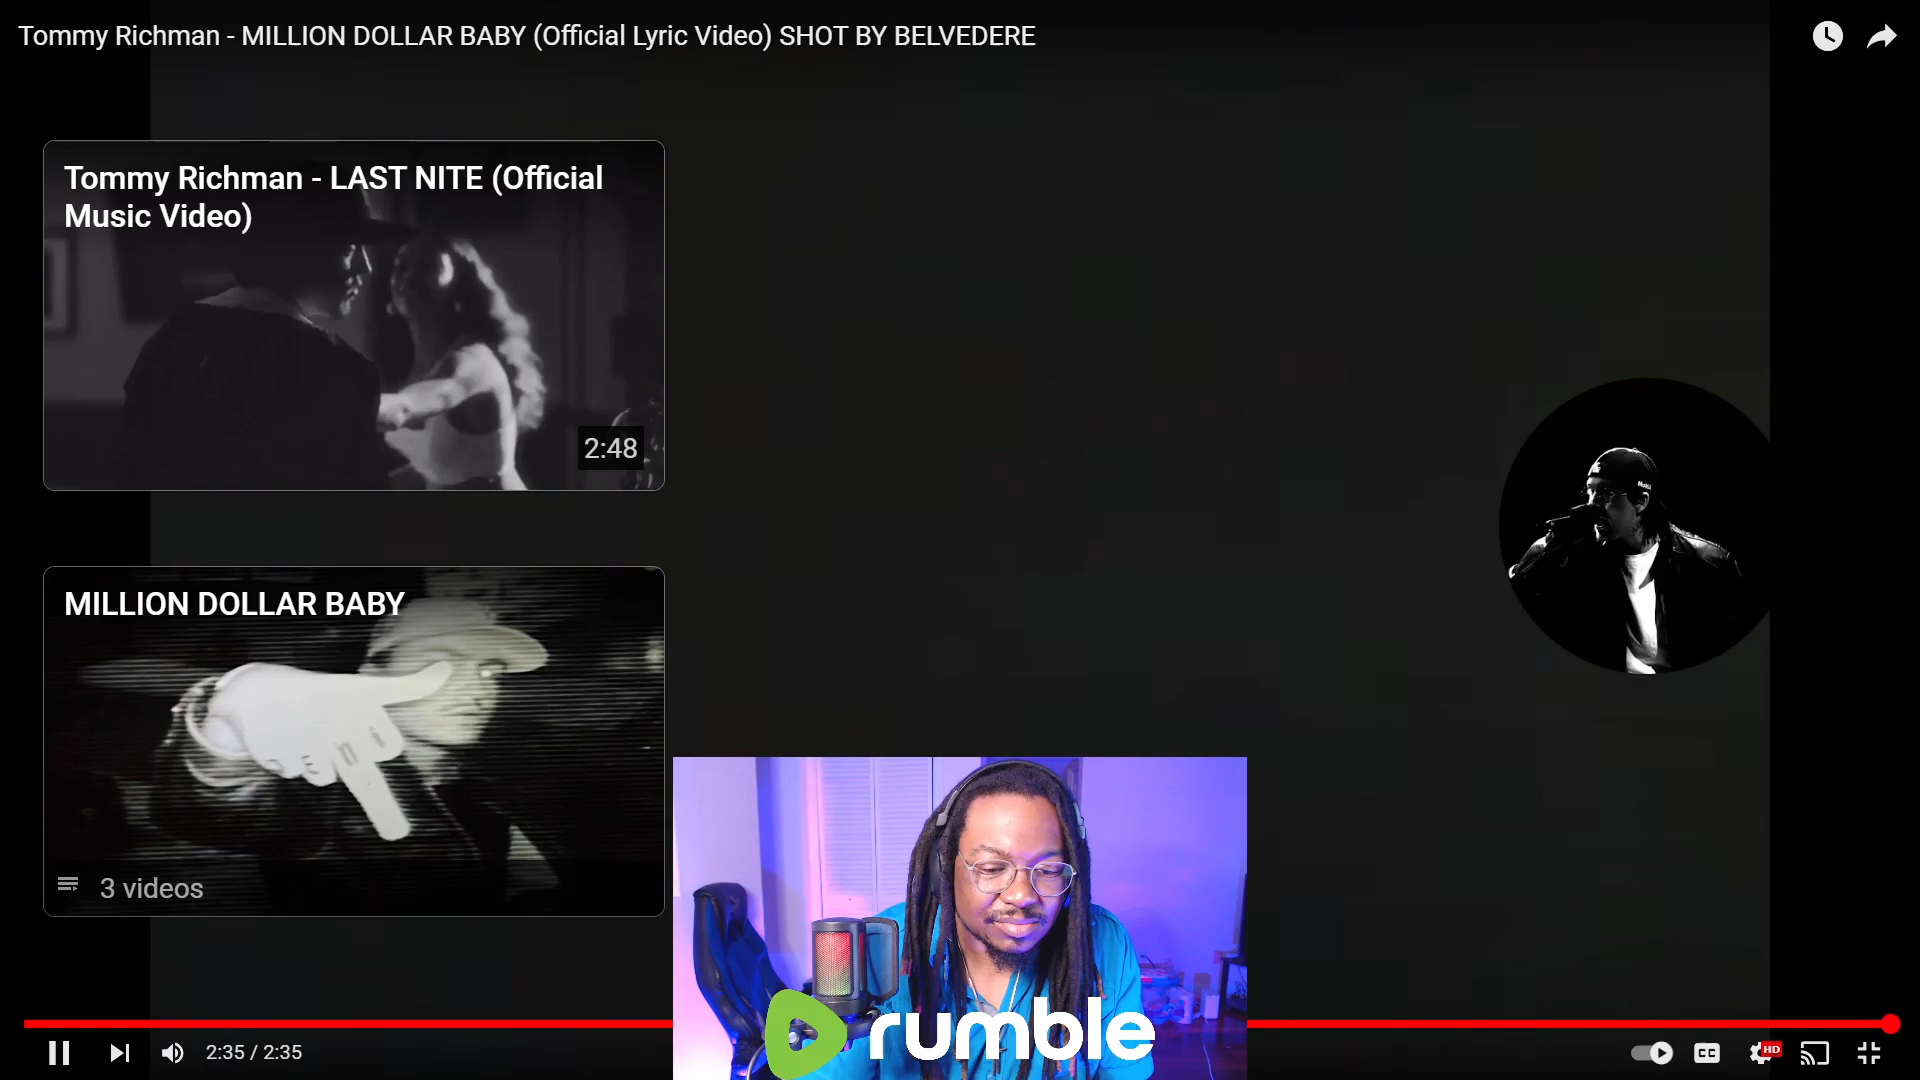 Tommy Richman - MILLION DOLLAR BABY (Official Lyric Video) SHOT BY BELVEDERE
Tommy Richman - LAST NITE (Official
Music Video)
2:48
MILLION DOLLAR BABY
3 videos
rumble
2:35 / 2:35
CC
HD